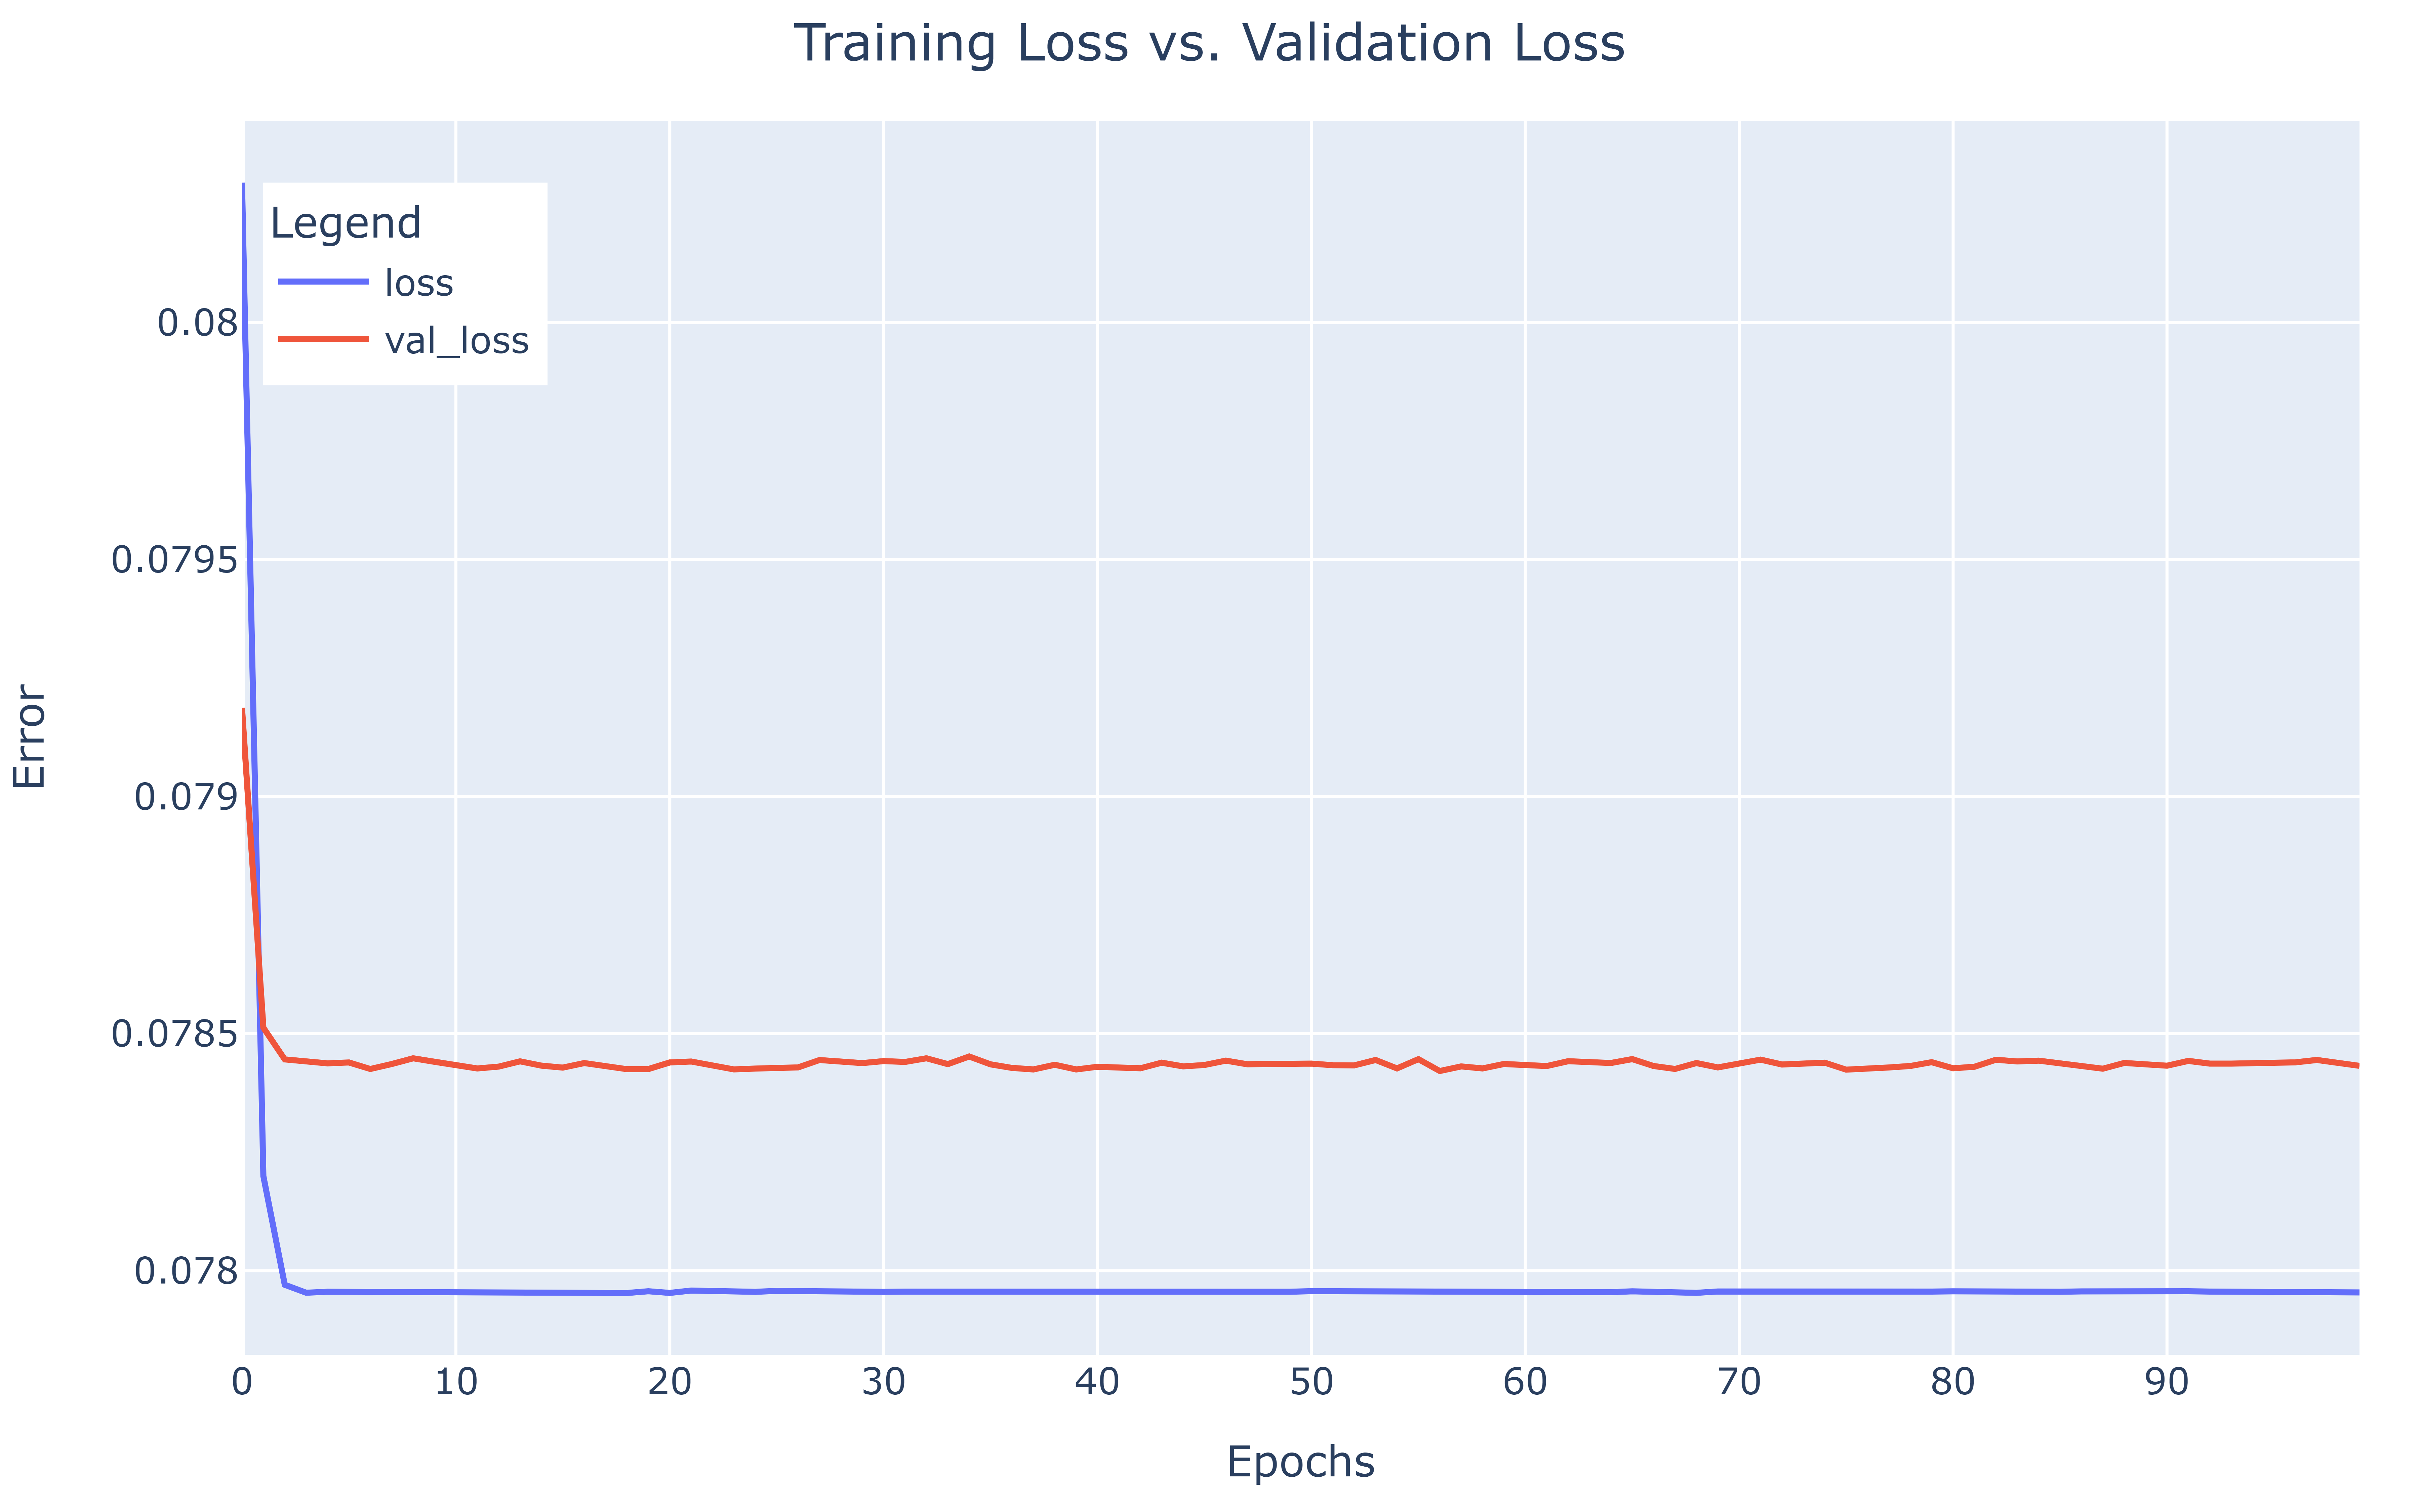 Training Loss vs. Validation Loss
Legend
loss
val_loss
0.08
0.0795
0.079
0.0785
0.078
Error
0 10 20 30 40 50 60 70 80 90
Epochs